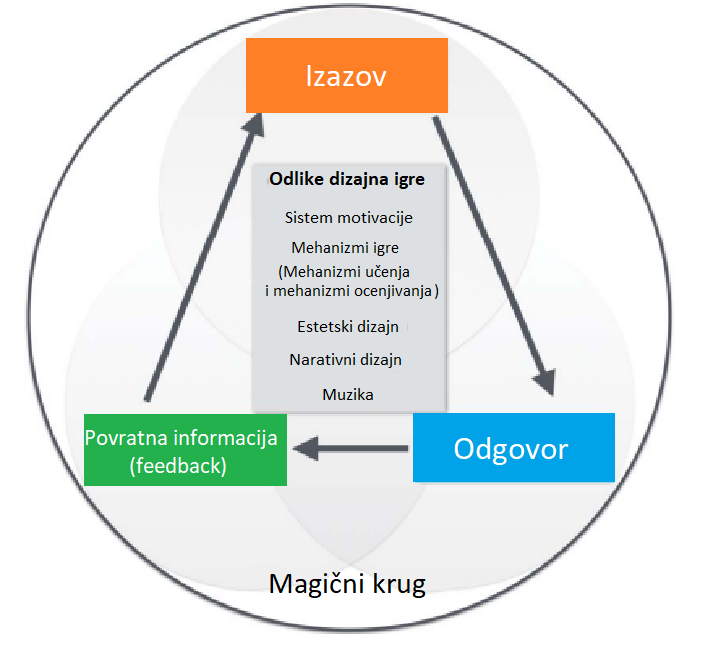 Izazov
Odlike dizajna igre
Sistem motivacije
Mehanizmi igre
(Mehanizmi učenja
i mehanizmi ocenjivanja)
Estetski dizajn
Narativni dizajn
Muzika
Povratna informacija
(feedback)
Odgovor
Magični krug